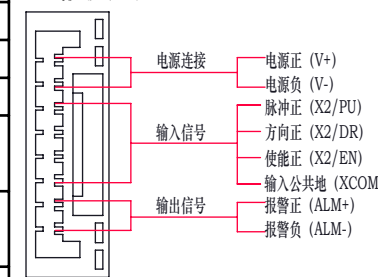 电源连接
电源正 (V+)
电源负 (V-)
输入信号
脉冲正 (X2/PU)
方向正 (X2/DR)
使能正 (X2/EN)
输入公共地 (XCOM
输出信号
报警正 (ALM+)
报警负 (ALM-)